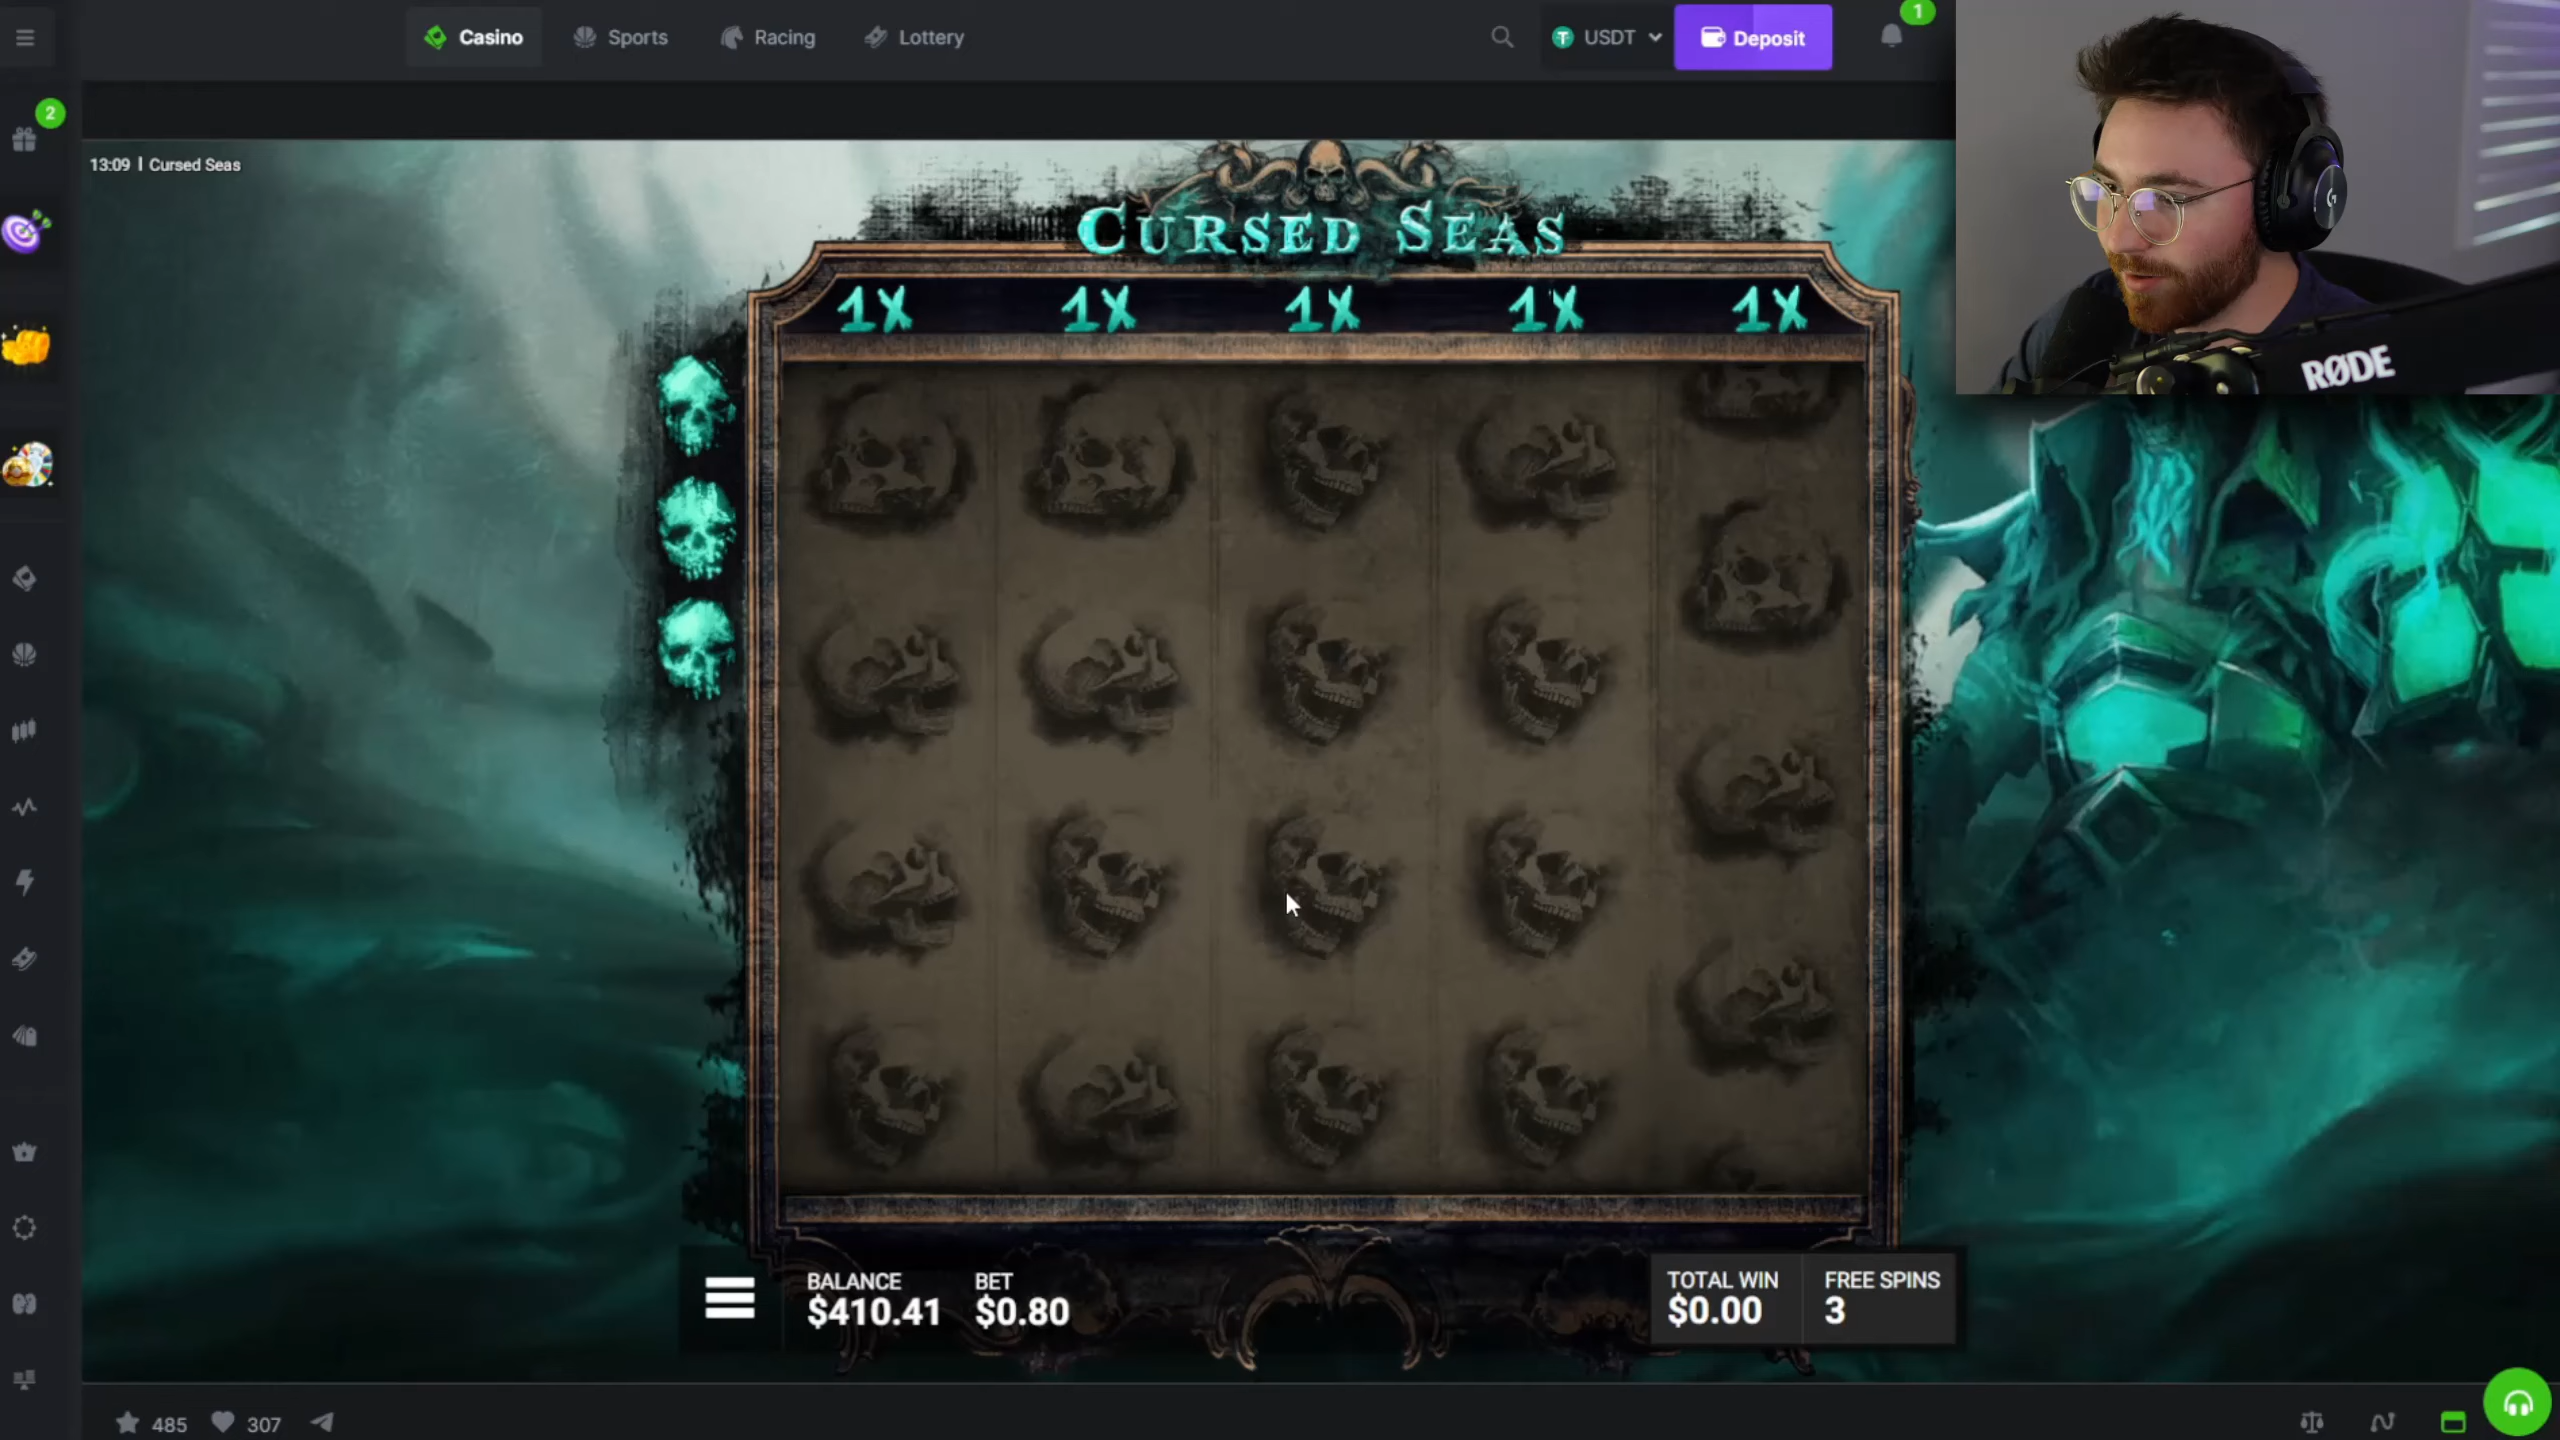 Casino
Sports
Racing
Lottery
USDT
Deposit
1
2
13:09 | Cursed Seas
CURSED SEAS
1X 1X 1X 1X 1X
RØDE
BALANCE
$410.41
BET
$0.80
TOTAL WIN
$0.00
FREE SPINS
3
485
307